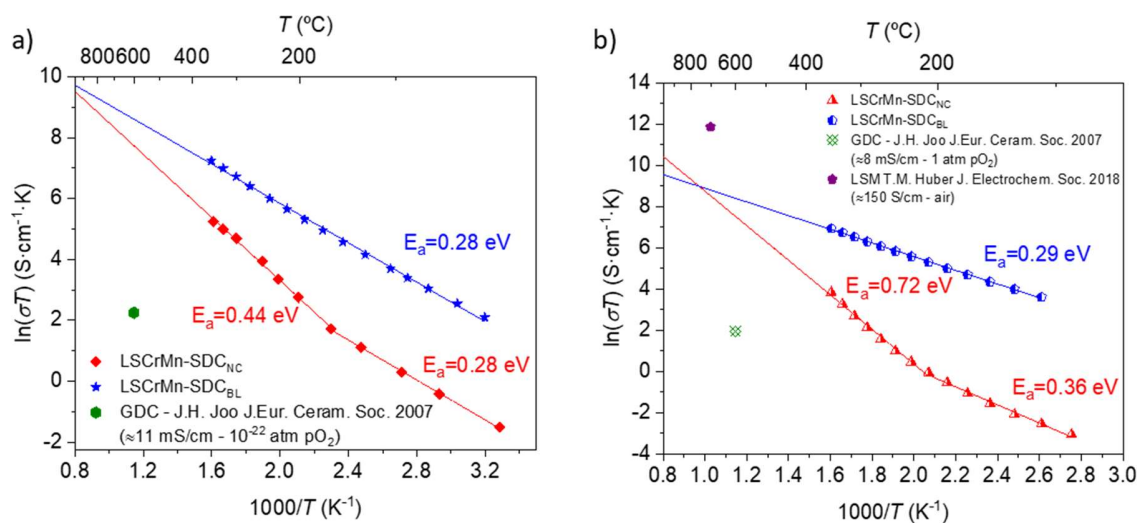 a)
T (ºC)
800 600 400 200
ln(σT) (S·cm⁻¹·K)
10
8
6
4
2
0
-2
Eₐ=0.28 eV
Eₐ=0.44 eV
Eₐ=0.28 eV
LSCrMn-SDC_NC
LSCrMn-SDC_BL
GDC - J.H. Joo J.Eur. Ceram. Soc. 2007
(≈11 mS/cm - 10⁻²² atm pO₂)
0.8 1.2 1.6 2.0 2.4 2.8 3.2
1000/T (K⁻¹)
b)
T (ºC)
800 600 400 200
ln(σT) (S·cm⁻¹·K)
14
12
10
8
6
4
2
0
-2
-4
LSCrMn-SDC_NC
LSCrMn-SDC_BL
GDC - J.H. Joo J.Eur. Ceram. Soc. 2007
(≈8 mS/cm - 1 atm pO₂)
LSM T.M. Huber J. Electrochem. Soc. 2018
(≈150 S/cm - air)
Eₐ=0.29 eV
Eₐ=0.72 eV
Eₐ=0.36 eV
0.8 1.0 1.2 1.4 1.6 1.8 2.0 2.2 2.4 2.6 2.8 3.0
1000/T (K⁻¹)